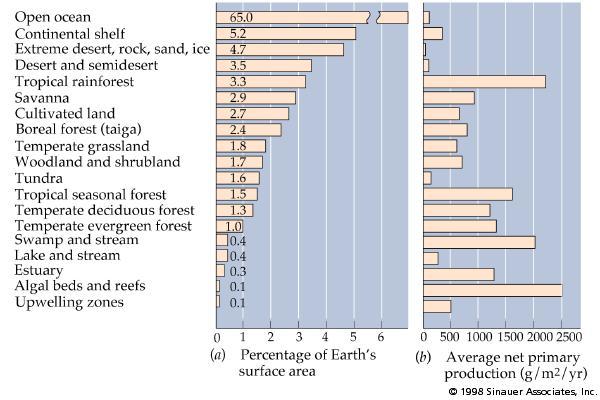 Open ocean 65.0
Continental shelf 5.2
Extreme desert, rock, sand, ice 4.7
Desert and semidesert 3.5
Tropical rainforest 3.3
Savanna 2.9
Cultivated land 2.7
Boreal forest (taiga) 2.4
Temperate grassland 1.8
Woodland and shrubland 1.7
Tundra 1.6
Tropical seasonal forest 1.5
Temperate deciduous forest 1.3
Temperate evergreen forest 1.0
Swamp and stream 0.4
Lake and stream 0.4
Estuary 0.3
Algal beds and reefs 0.1
Upwelling zones 0.1
0 1 2 3 4 5 6
0 500 1000 1500 2000 2500
(a) Percentage of Earth's
surface area
(b) Average net primary
production (g/m2/yr)
© 1998 Sinauer Associates, Inc.